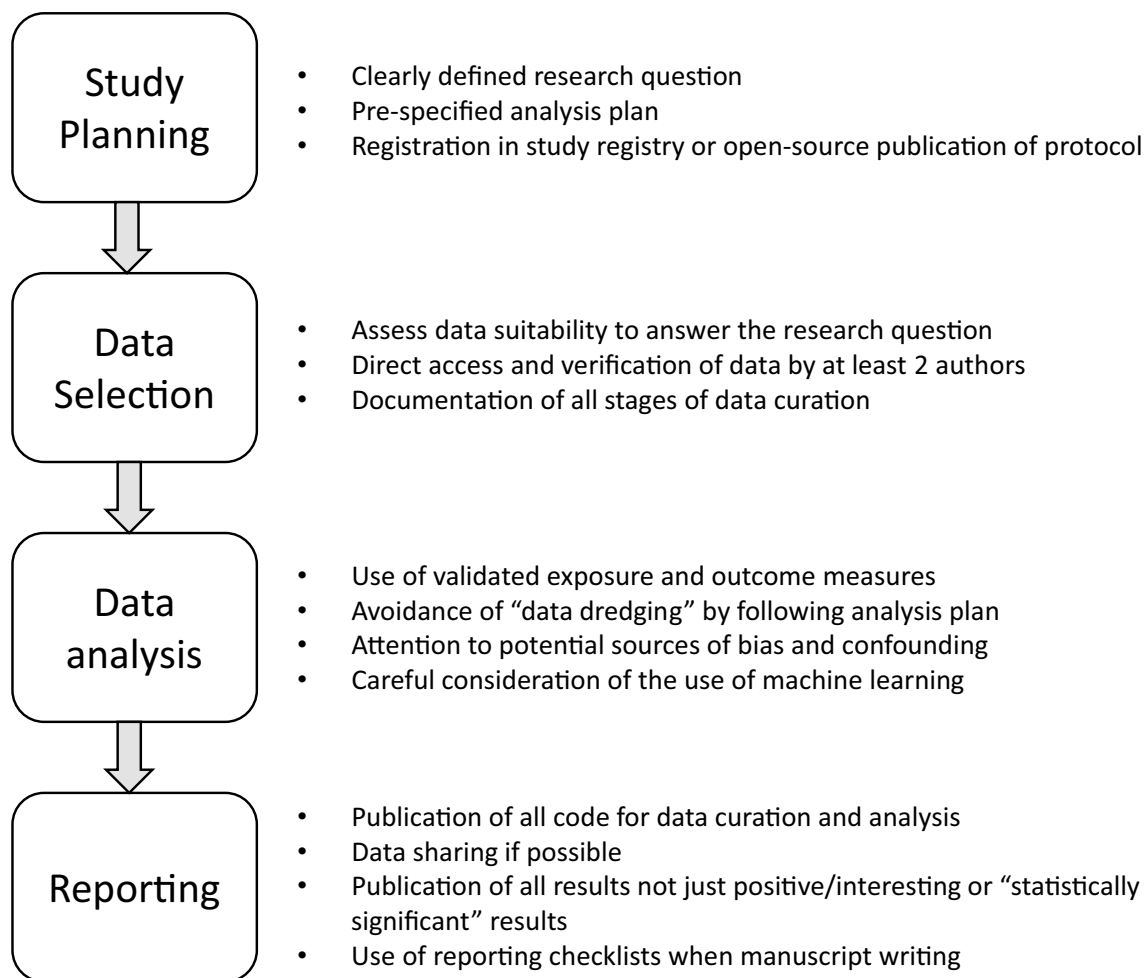 Study
Planning
• Clearly defined research question
• Pre-specified analysis plan
• Registration in study registry or open-source publication of protocol
Data
Selection
• Assess data suitability to answer the research question
• Direct access and verification of data by at least 2 authors
• Documentation of all stages of data curation
Data
analysis
• Use of validated exposure and outcome measures
• Avoidance of “data dredging” by following analysis plan
• Attention to potential sources of bias and confounding
• Careful consideration of the use of machine learning
Reporting
• Publication of all code for data curation and analysis
• Data sharing if possible
• Publication of all results not just positive/interesting or “statistically
significant” results
• Use of reporting checklists when manuscript writing